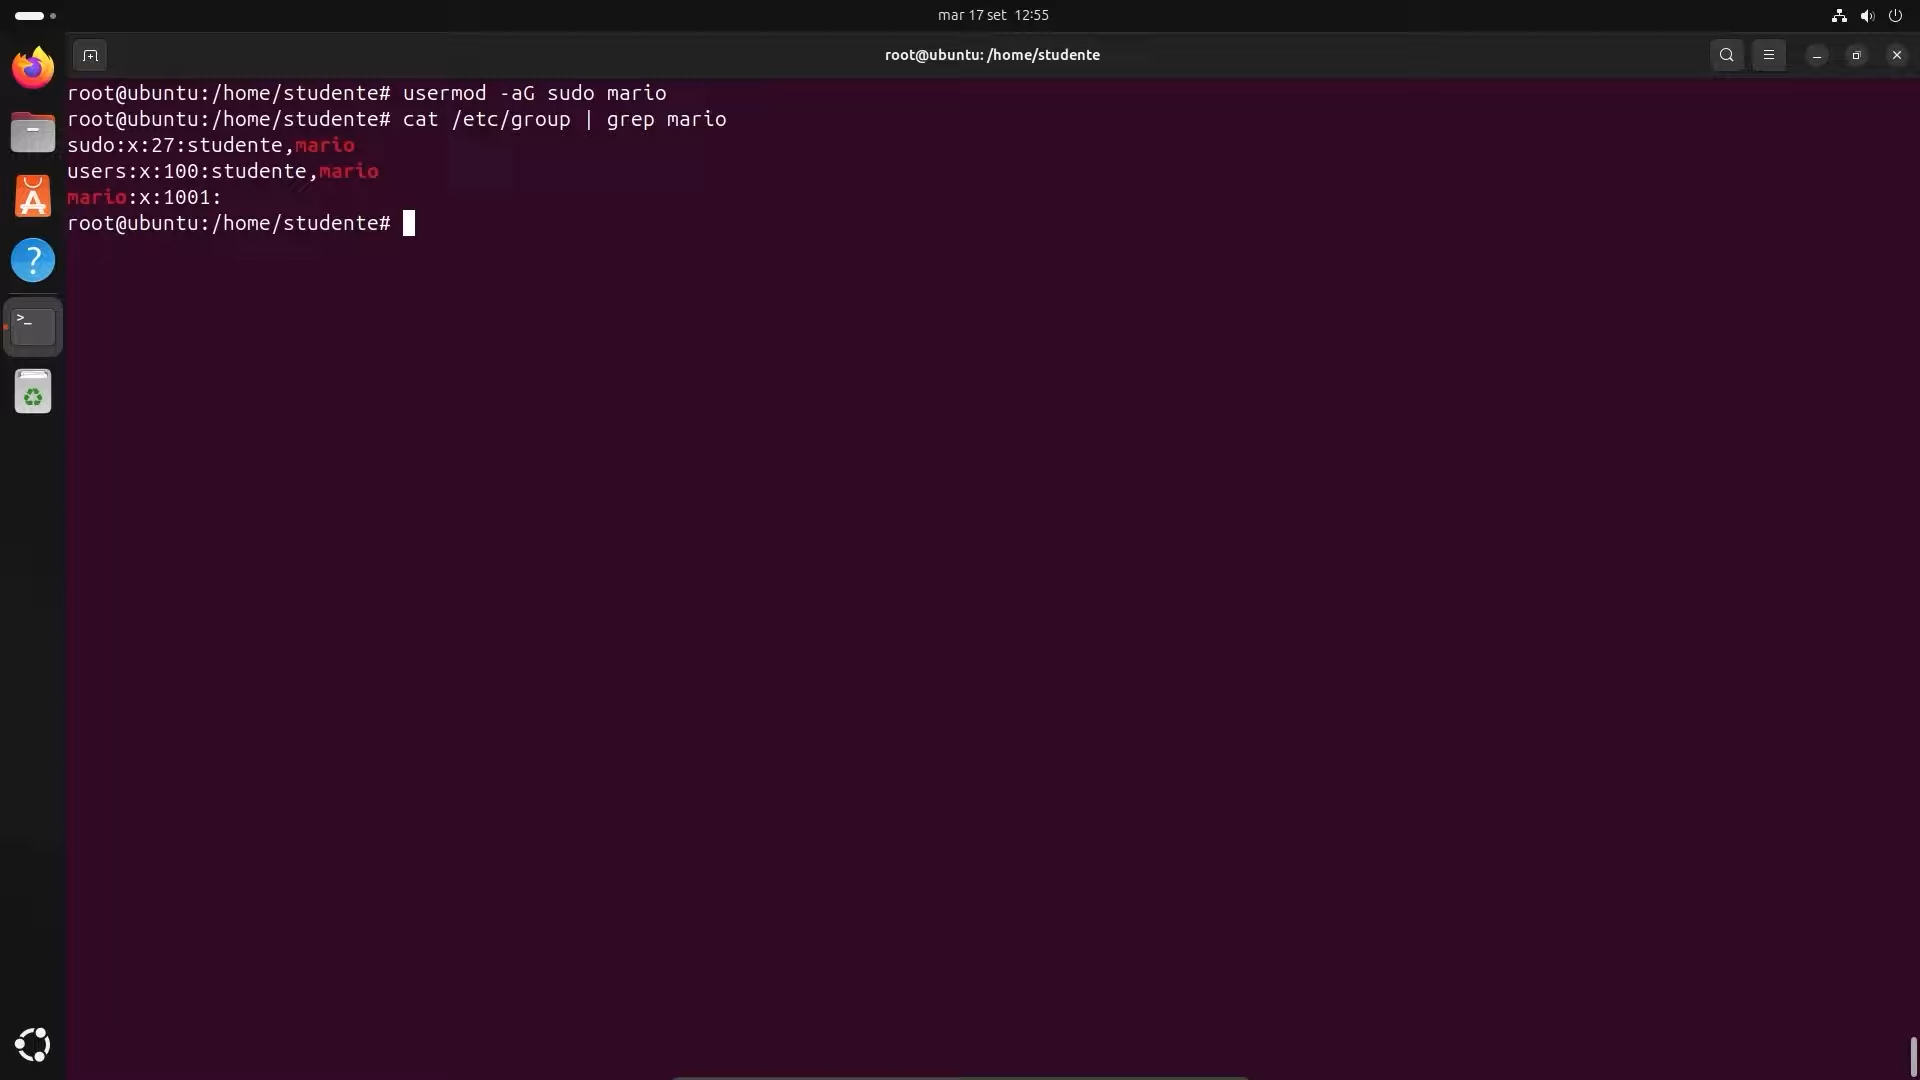 mar 17 set 12:55
root@ubuntu: /home/studente
root@ubuntu:/home/studente# usermod -aG sudo mario
root@ubuntu:/home/studente# cat /etc/group | grep mario
sudo:x:27:studente,mario
users:x:100:studente,mario
mario:x:1001:
root@ubuntu:/home/studente#